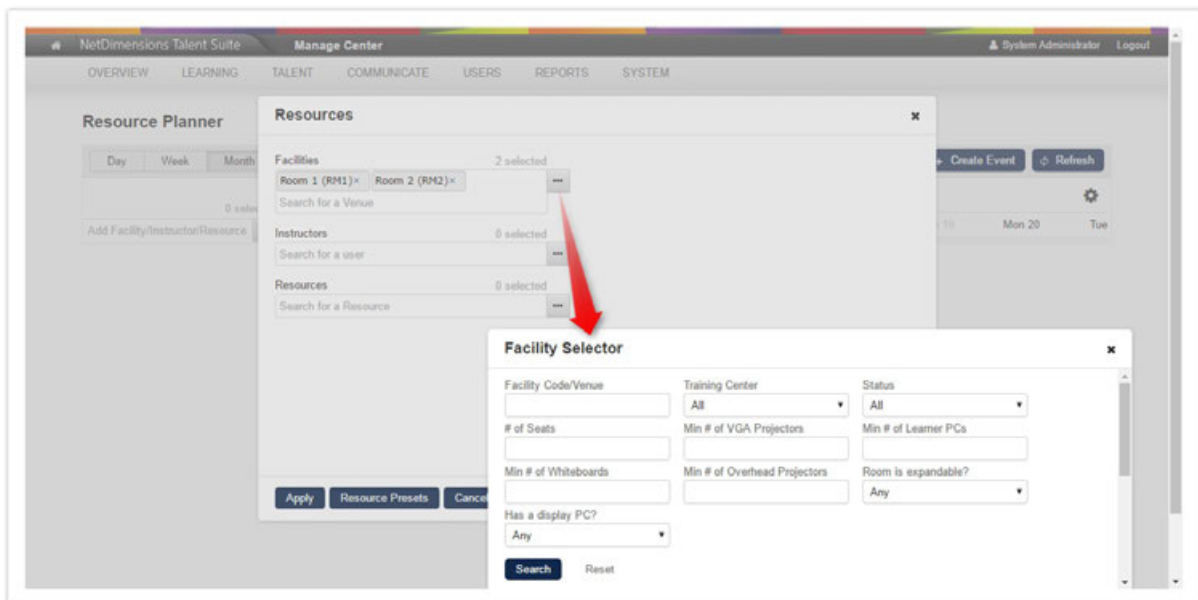 NetDimensions Talent Suite Manage Center System Administrator Logout
OVERVIEW LEARNING TALENT COMMUNICATE USERS REPORTS SYSTEM
Resource Planner
Day Week Month
Add Facility/Instructor/Resource
Create Event Refresh
Mon 20 Tue
Resources
Facilities 2 selected
Room 1 (RM1)× Room 2 (RM2)×
Search for a Venue
Instructors 0 selected
Search for a user
Resources 0 selected
Search for a Resource
Apply Resource Presets Cancel
Facility Selector
Facility Code/Venue Training Center Status
All All
# of Seats Min # of VGA Projectors Min # of Learner PCs
Min # of Whiteboards Min # of Overhead Projectors Room is expandable?
Any
Has a display PC?
Any
Search Reset